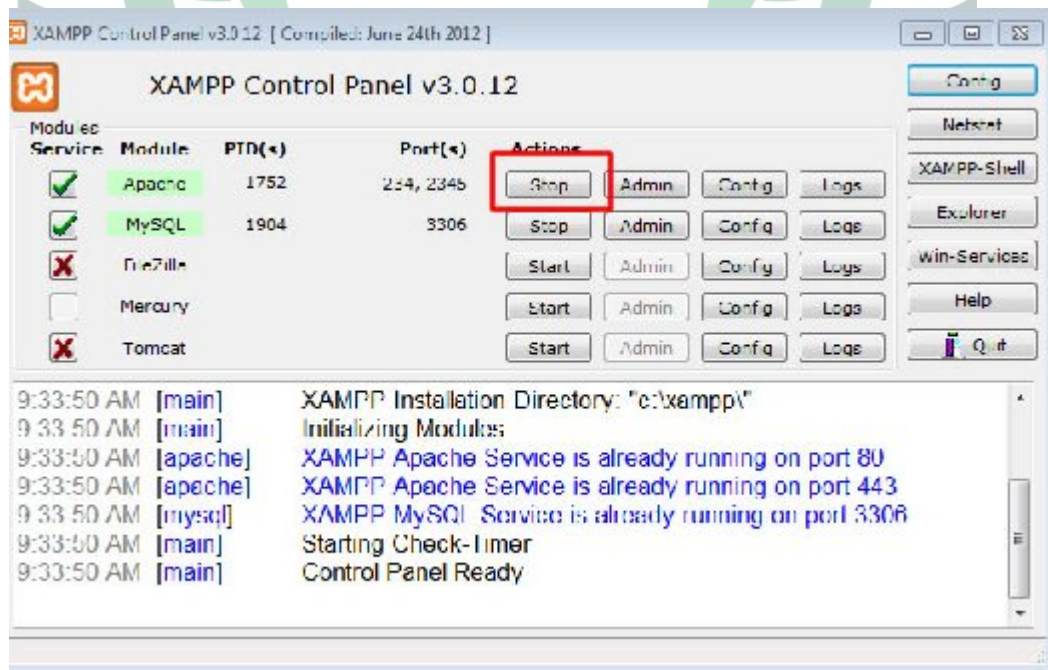 XAMPP Control Panel v3.0.12 [ Compiled: June 24th 2012 ]
XAMPP Control Panel v3.0.12
Config
Modules
Netstat
Service Module PID(s) Port(s) Actions
XAMPP-Shell
Apache 1752 234, 2345 Stop Admin Config Logs
Explorer
MySQL 1904 3306 Stop Admin Config Logs
FileZilla Start Admin Config Logs
Win-Services
Mercury Start Admin Config Logs
Help
Tomcat Start Admin Config Logs
Quit
9:33:50 AM [main] XAMPP Installation Directory: "c:\xampp\"
9:33:50 AM [main] Initializing Modules
9:33:50 AM [apache] XAMPP Apache Service is already running on port 80
9:33:50 AM [apache] XAMPP Apache Service is already running on port 443
9:33:50 AM [mysql] XAMPP MySQL Service is already running on port 3306
9:33:50 AM [main] Starting Check-Timer
9:33:50 AM [main] Control Panel Ready